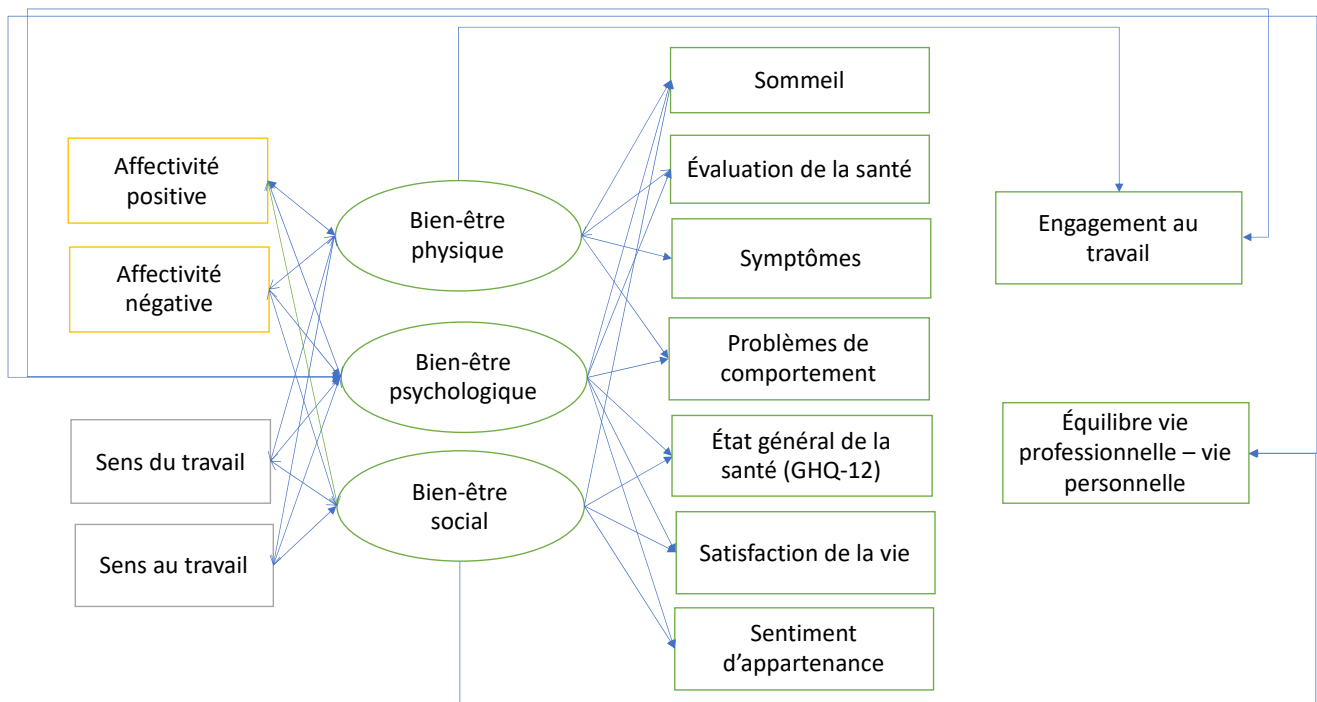 Affectivité
positive
Affectivité
négative
Sens du travail
Sens au travail
Bien-être
physique
Bien-être
psychologique
Bien-être
social
Sommeil
Évaluation de la santé
Symptômes
Problèmes de
comportement
État général de la
santé (GHQ-12)
Satisfaction de la vie
Sentiment
d’appartenance
Engagement au
travail
Équilibre vie
professionnelle – vie
personnelle